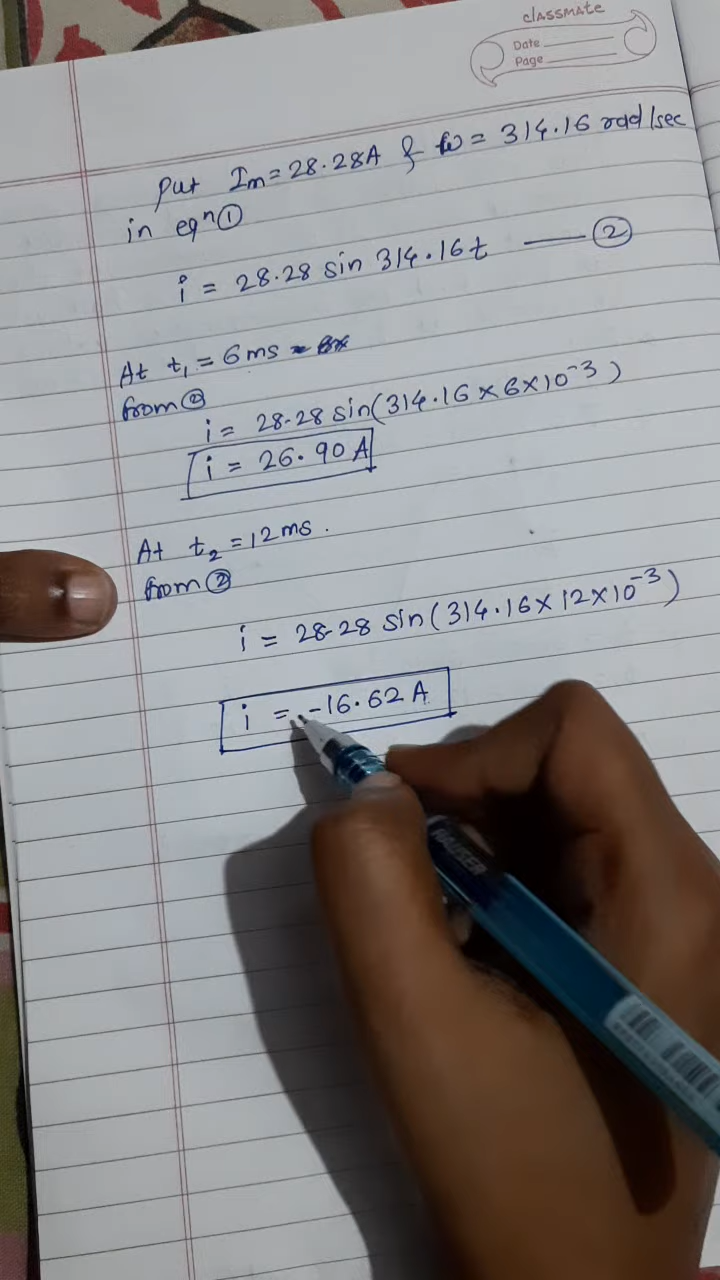 classmate
Date
Page
Put Im = 28.28A & ω = 314.16 rad/sec
in eqn ①
i = 28.28 sin 314.16t —— ②
At t₁ = 6ms
from ②
i = 28.28 sin(314.16 × 6 × 10⁻³)
i = 26.90 A
At t₂ = 12ms.
from ②
i = 28.28 sin(314.16 × 12 × 10⁻³)
i = -16.62 A
HAUSER